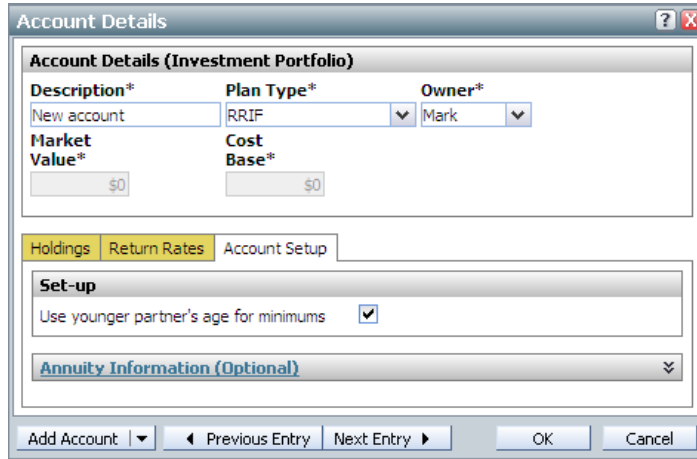 Account Details
?
X
Account Details (Investment Portfolio)
Description* Plan Type* Owner*
New account RRIF Mark
Market Cost
Value* Base*
$0 $0
Holdings Return Rates Account Setup
Set-up
Use younger partner's age for minimums
Annuity Information (Optional)
Add Account Previous Entry Next Entry OK Cancel